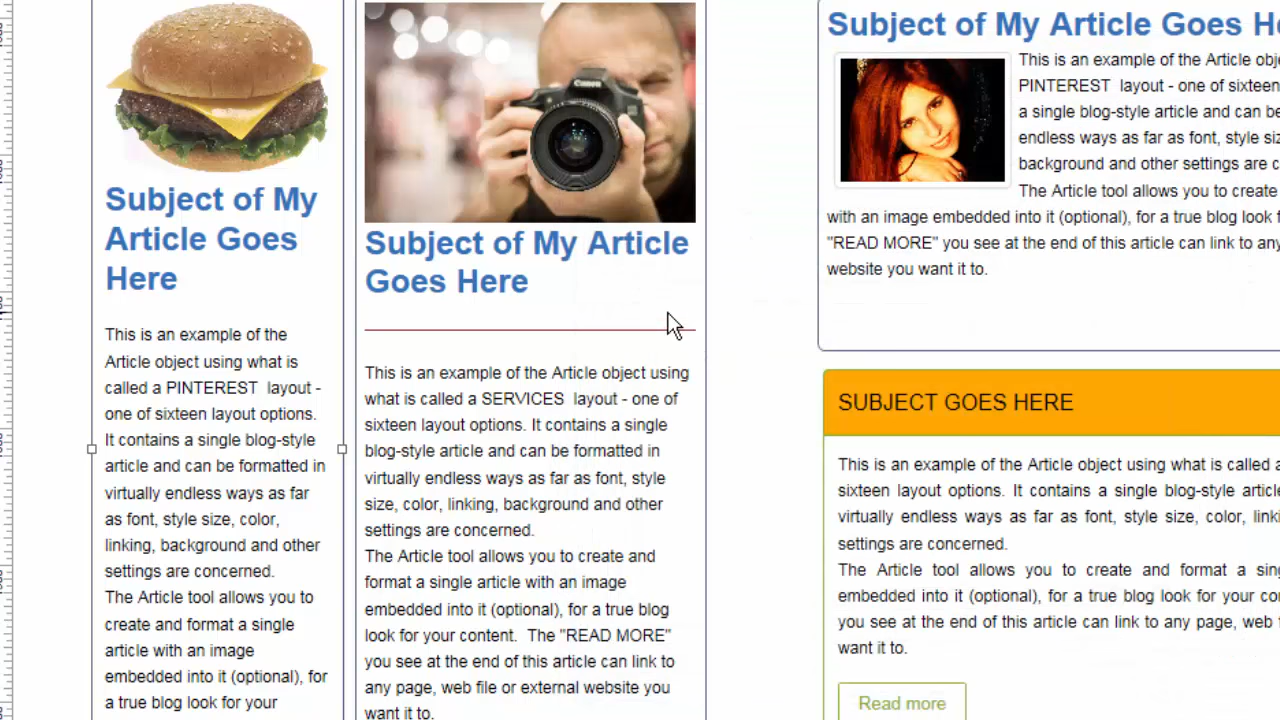 Subject of My
Article Goes
Here
This is an example of the
Article object using what is
called a PINTEREST  layout -
one of sixteen layout options.
It contains a single blog-style
article and can be formatted in
virtually endless ways as far
as font, style size, color,
linking, background and other
settings are concerned.
The Article tool allows you to
create and format a single
article with an image
embedded into it (optional), for
a true blog look for your
Subject of My Article
Goes Here
This is an example of the Article object using
what is called a SERVICES  layout - one of
sixteen layout options. It contains a single
blog-style article and can be formatted in
virtually endless ways as far as font, style
size, color, linking, background and other
settings are concerned.
The Article tool allows you to create and
format a single article with an image
embedded into it (optional), for a true blog
look for your content.  The "READ MORE"
you see at the end of this article can link to
any page, web file or external website you
want it to.
Subject of My Article Goes
This is an example of the Article
PINTEREST  layout - one of sixteen
a single blog-style article and can be
endless ways as far as font, style
background and other settings are
The Article tool allows you to create
with an image embedded into it (optional), for a true blog look
"READ MORE" you see at the end of this article can link to any
website you want it to.
SUBJECT GOES HERE
This is an example of the Article object using what is called
sixteen layout options. It contains a single blog-style
virtually endless ways as far as font, style size, color,
settings are concerned.
The Article tool allows you to create and format a
embedded into it (optional), for a true blog look for your
you see at the end of this article can link to any page, web
want it to.
Read more